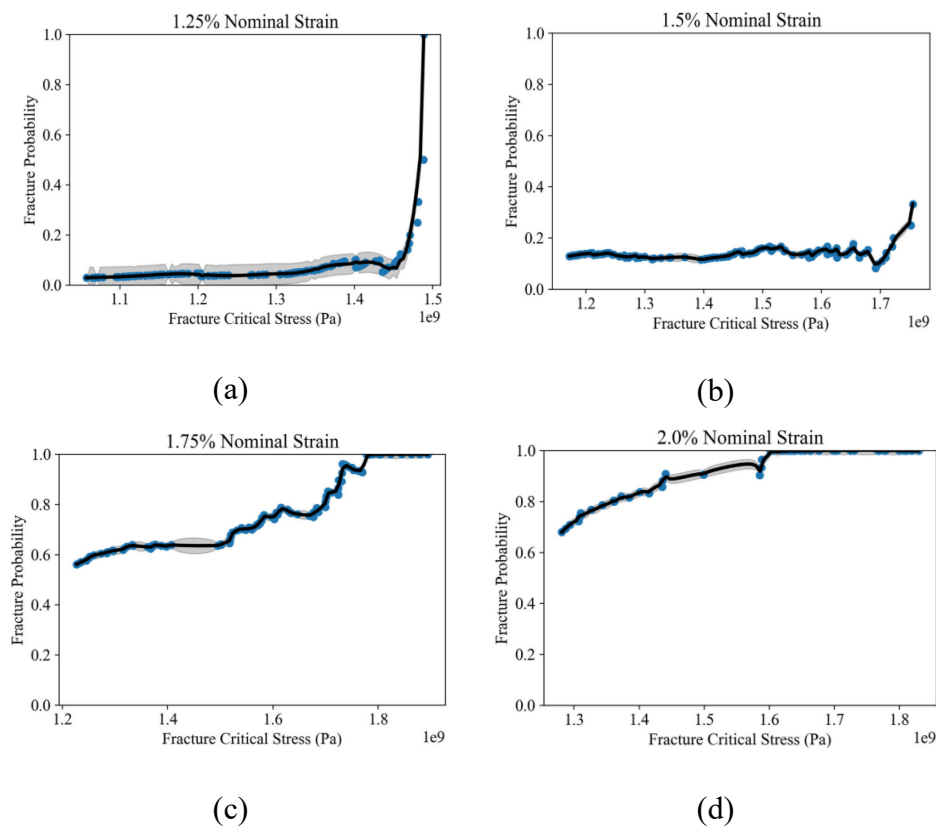 1.25% Nominal Strain
1.0
0.8
0.6
0.4
0.2
0.0
Fracture Probability
1.1 1.2 1.3 1.4 1.5
Fracture Critical Stress (Pa)
1e9
(a)
1.5% Nominal Strain
1.0
0.8
0.6
0.4
0.2
0.0
Fracture Probability
1.2 1.3 1.4 1.5 1.6 1.7
Fracture Critical Stress (Pa)
1e9
(b)
1.75% Nominal Strain
1.0
0.8
0.6
0.4
0.2
0.0
Fracture Probability
1.2 1.4 1.6 1.8
Fracture Critical Stress (Pa)
1e9
(c)
2.0% Nominal Strain
1.0
0.8
0.6
0.4
0.2
0.0
Fracture Probability
1.3 1.4 1.5 1.6 1.7 1.8
Fracture Critical Stress (Pa)
1e9
(d)